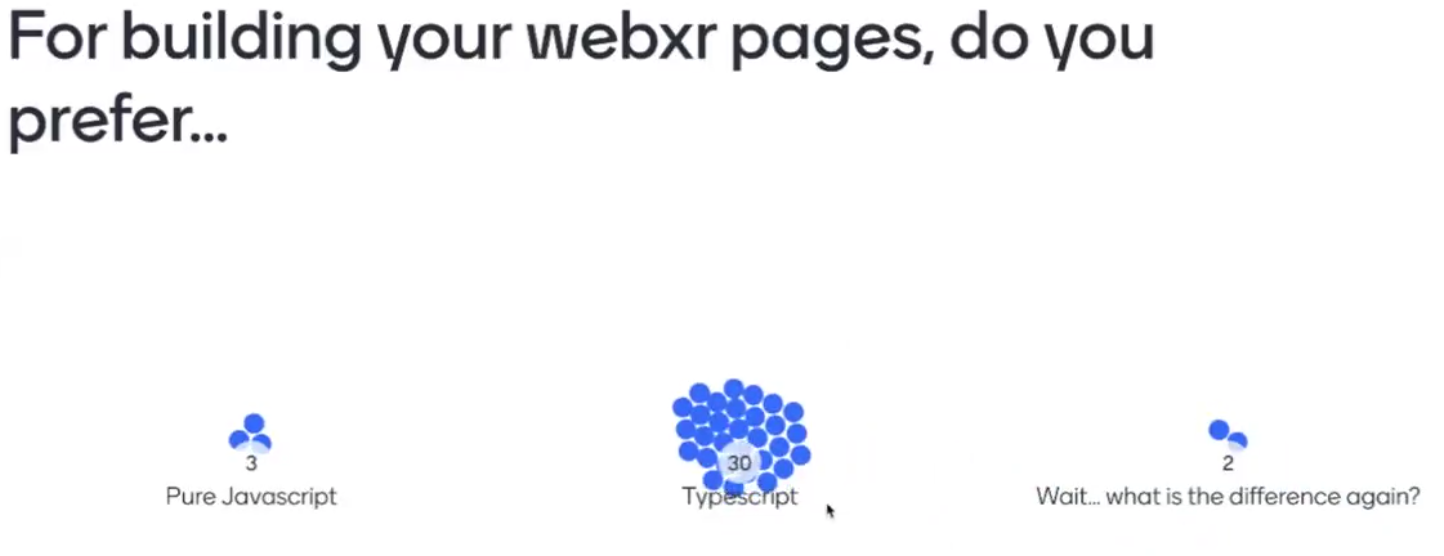 For building your webxr pages, do you
prefer...
3
30
2
Pure Javascript
Typescript
Wait... what is the difference again?